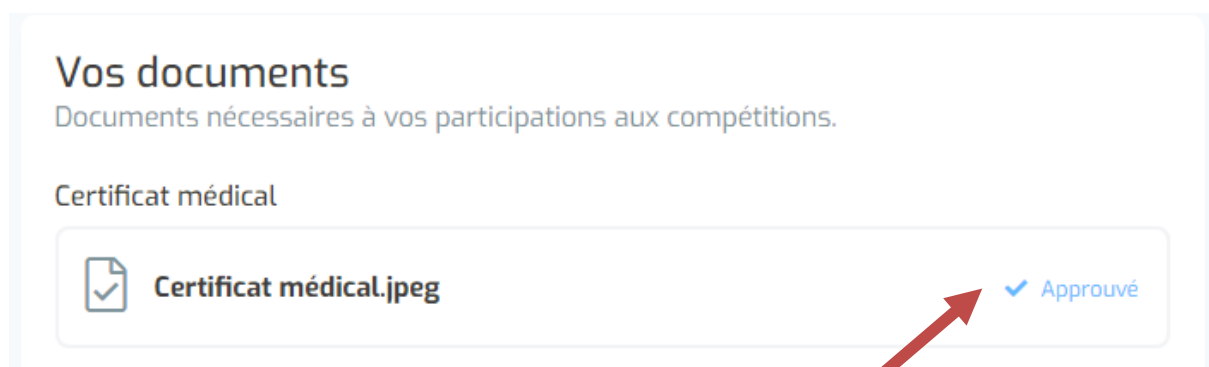 Vos documents
Documents nécessaires à vos participations aux compétitions.
Certificat médical
Certificat médical.jpeg
Approuvé